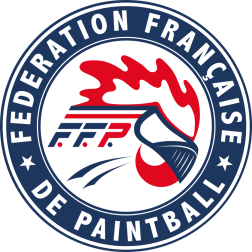 FEDERATION FRANÇAISE
F.F.P.
DE PAINTBALL